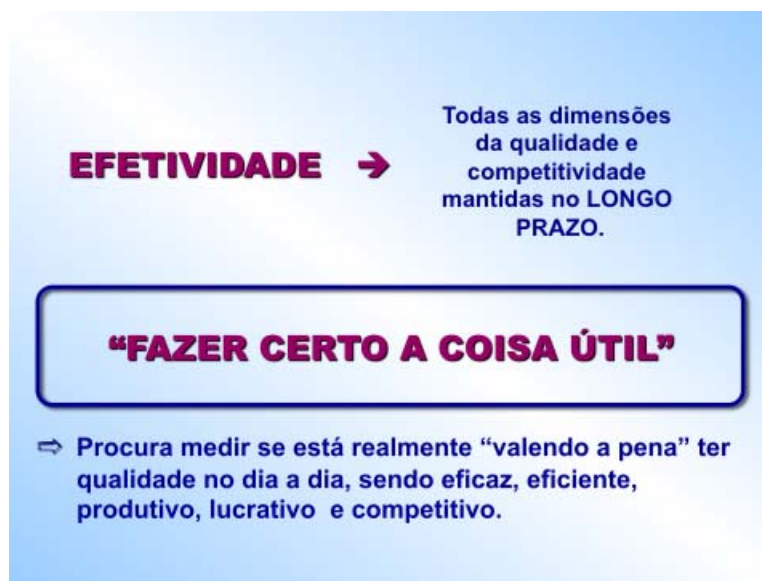 EFETIVIDADE ➔
Todas as dimensões
da qualidade e
competitividade
mantidas no LONGO
PRAZO.
“FAZER CERTO A COISA ÚTIL”
⇨ Procura medir se está realmente “valendo a pena” ter
qualidade no dia a dia, sendo eficaz, eficiente,
produtivo, lucrativo e competitivo.